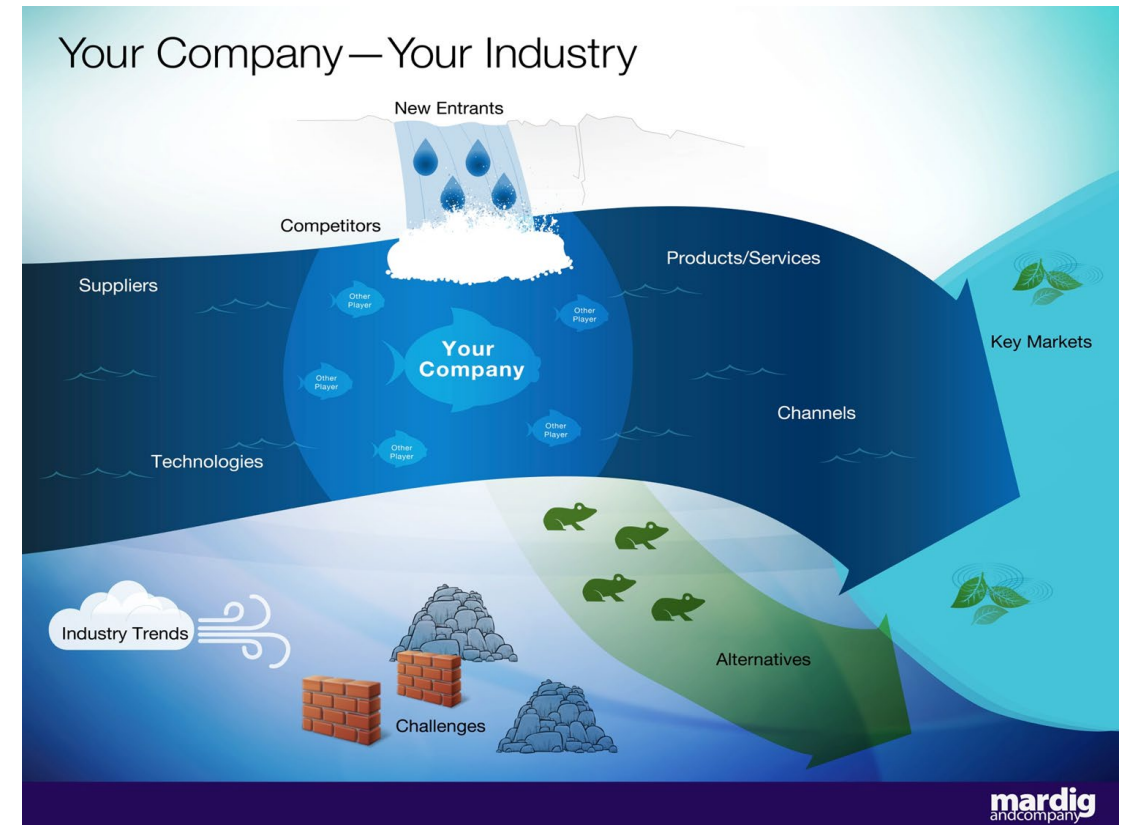 Your Company—Your Industry
New Entrants
Competitors
Suppliers
Products/Services
Other
Player
Other
Player
Your
Company
Key Markets
Other
Player
Channels
Other
Player
Other
Player
Technologies
Industry Trends
Alternatives
Challenges
mardig
andcompany